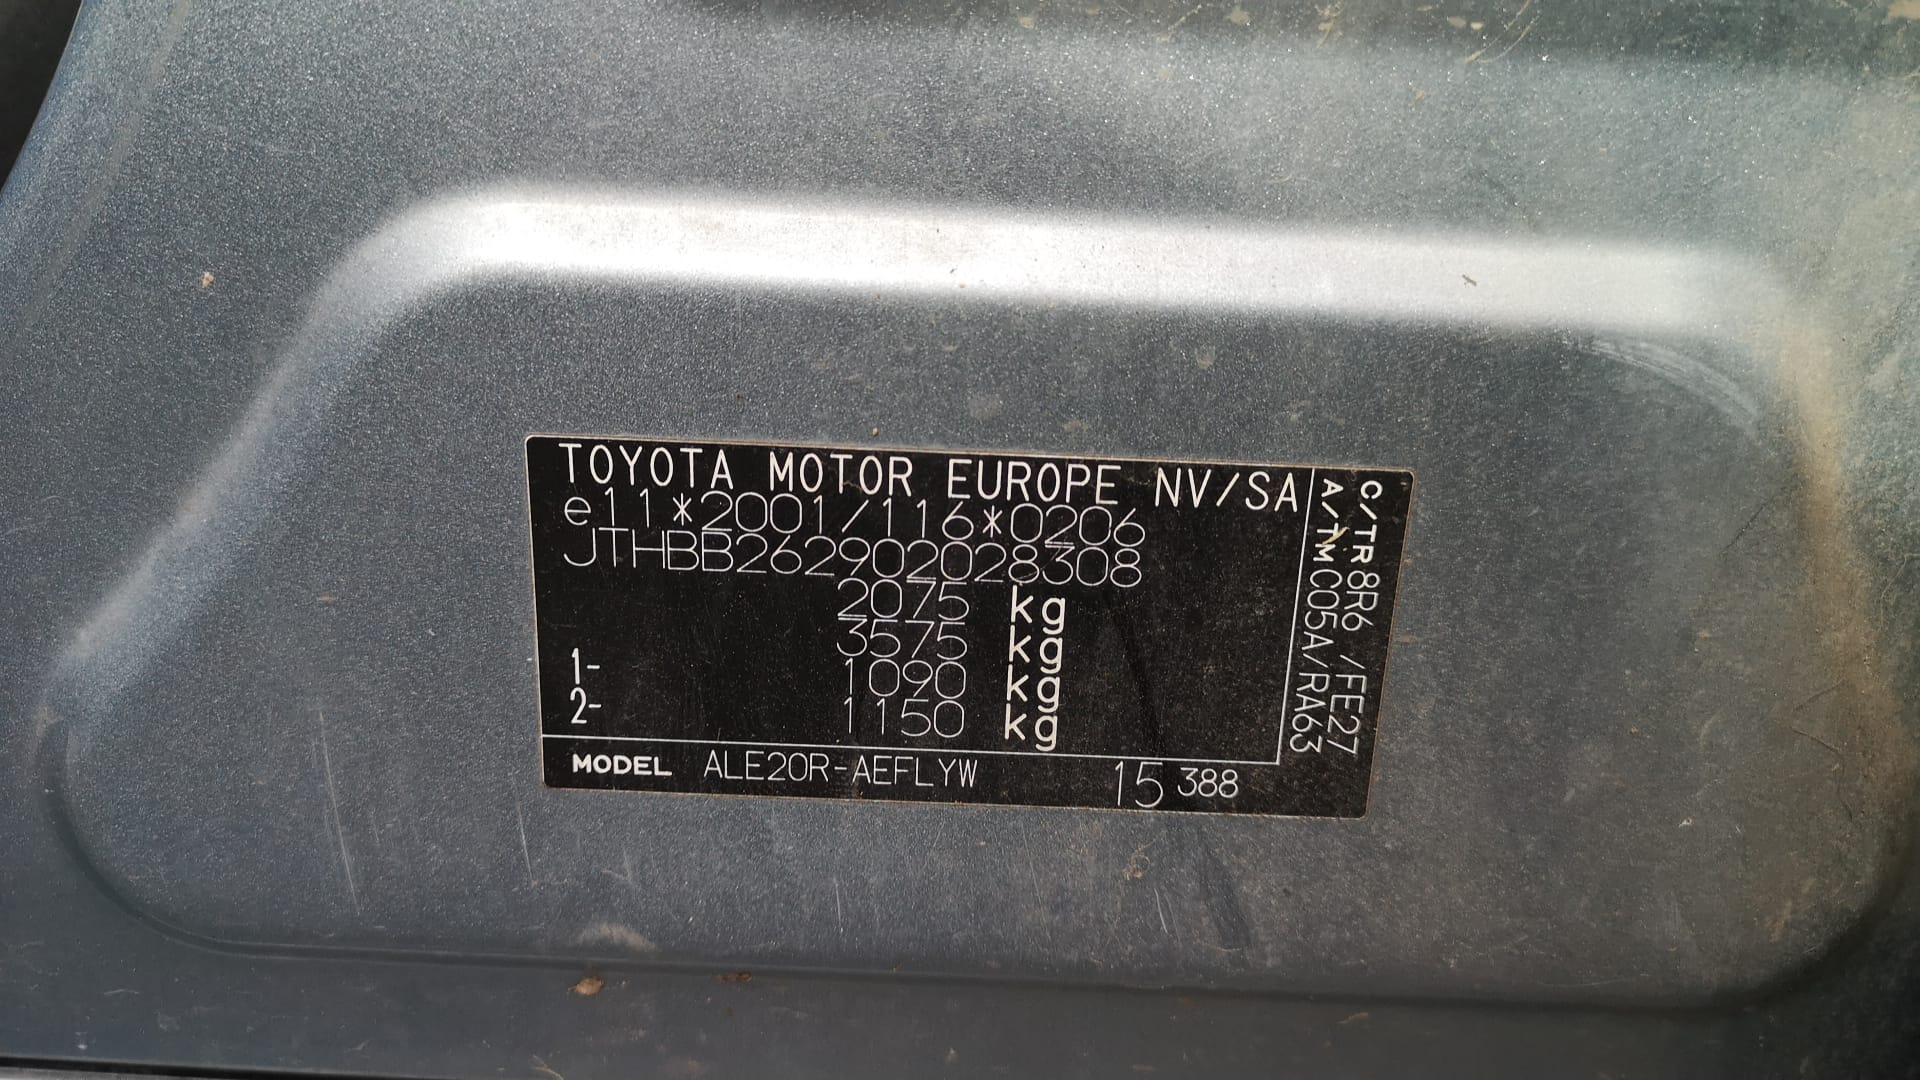 TOYOTA MOTOR EUROPE NV/SA
e11*2001/116*0206
JTHBB262902028308
2075 kg
3575 kg
1- 1090 kg
2- 1150 kg
MODEL ALE20R-AEFLYW 15 388
C/TR 8R6 /FE27
A/TM C05A/RA63